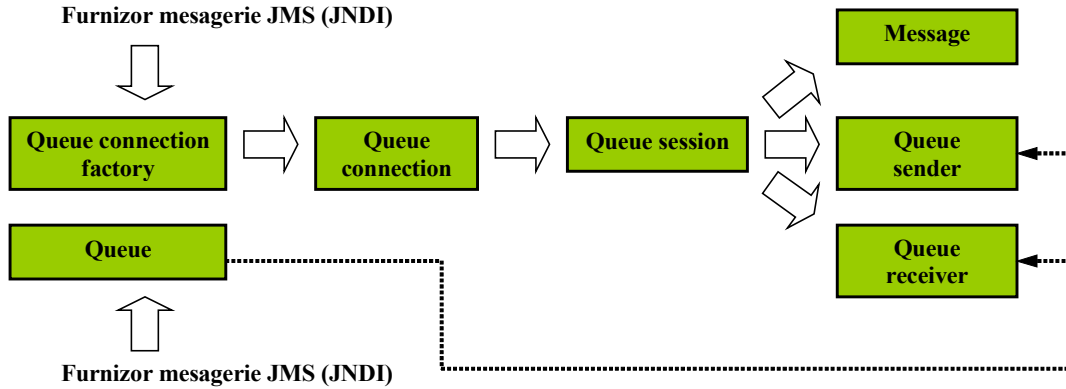 Furnizor mesagerie JMS (JNDI)
Message
Queue connection
factory
Queue
connection
Queue session
Queue
sender
Queue
Queue
receiver
Furnizor mesagerie JMS (JNDI)